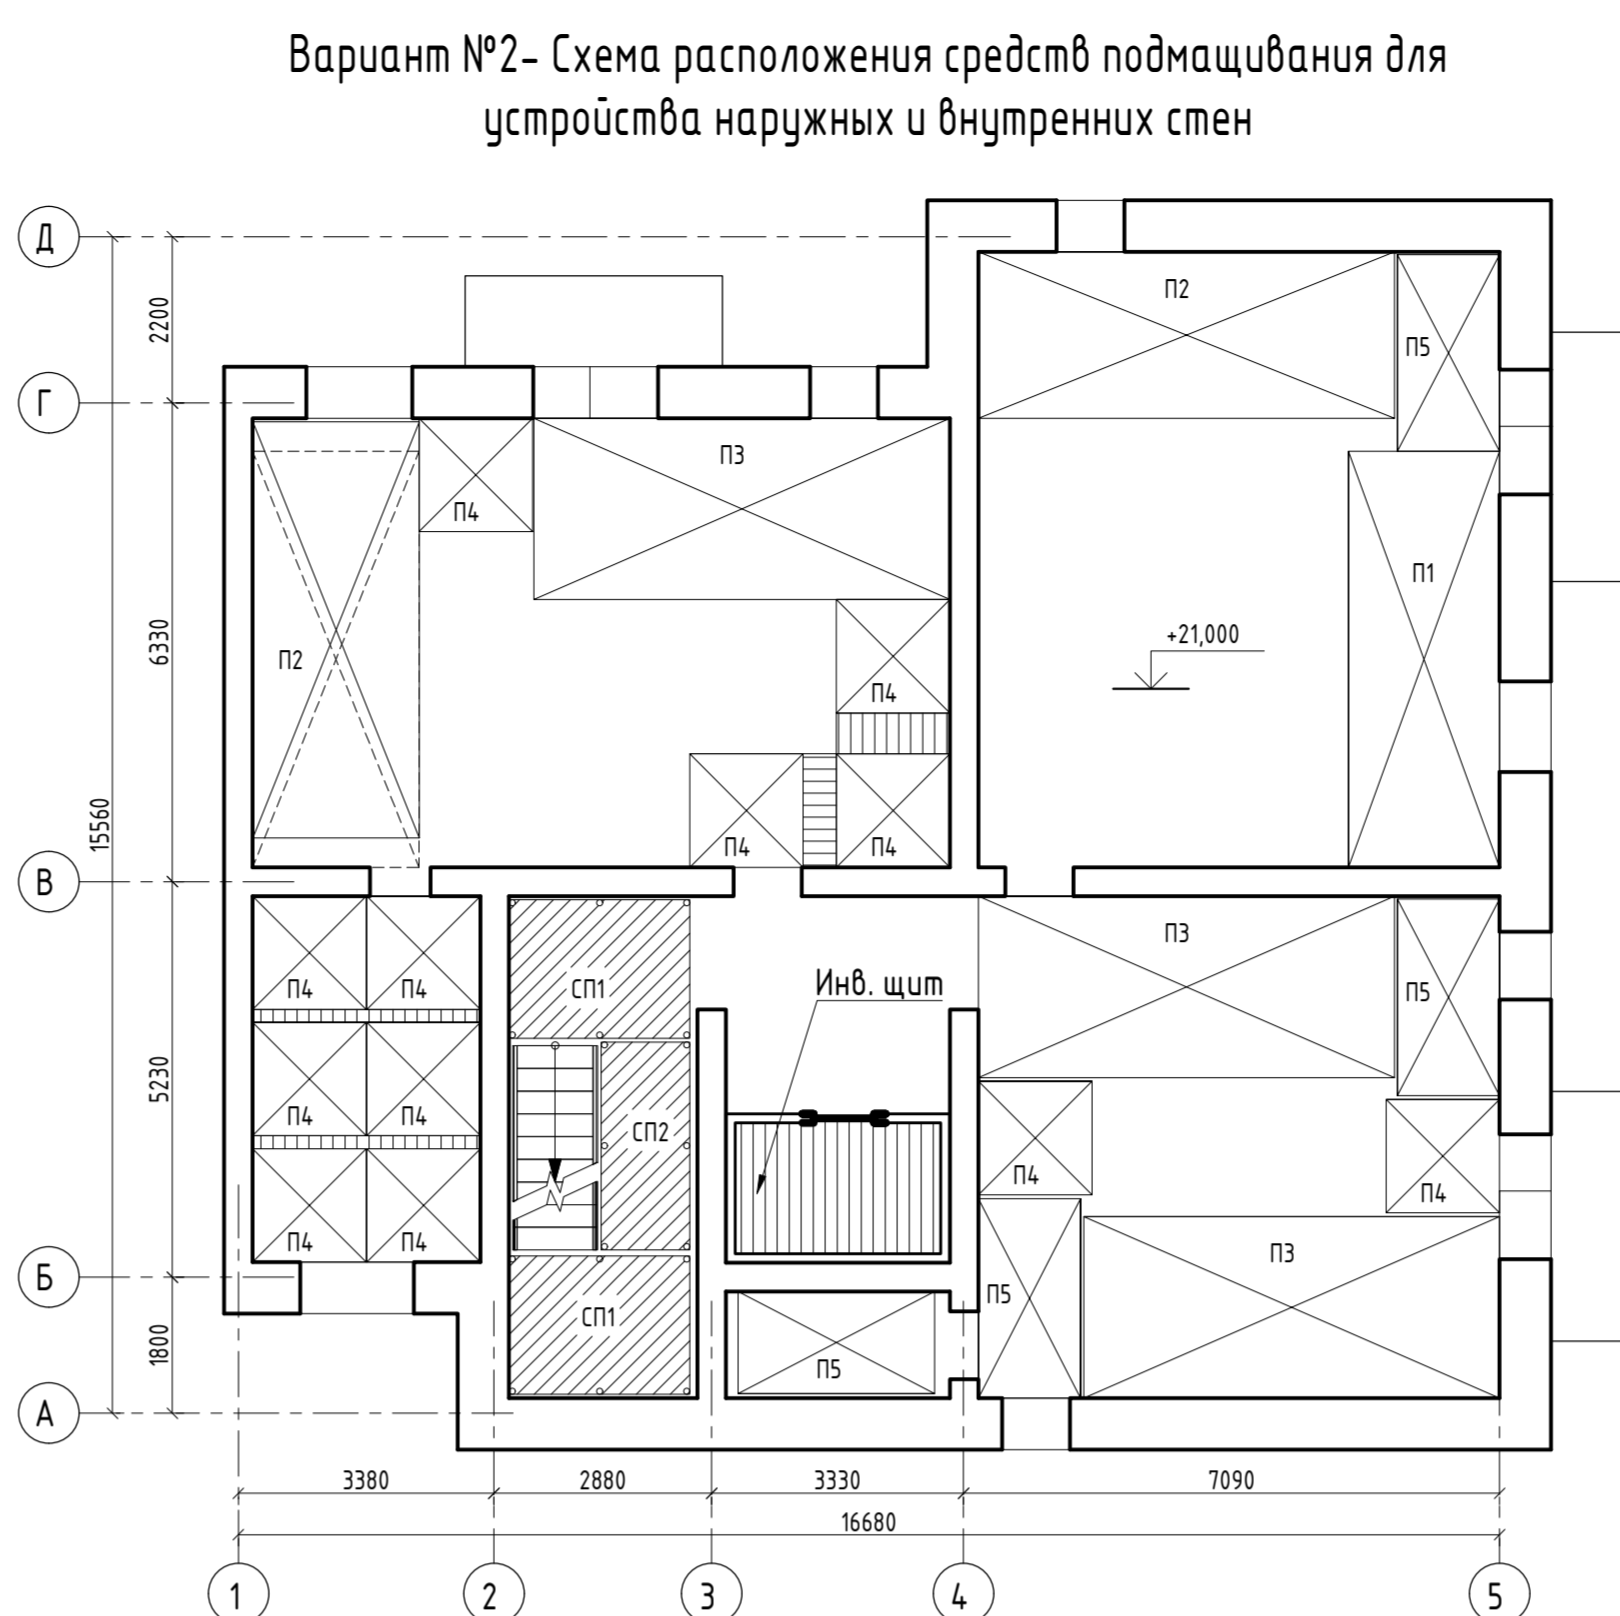 Вариант №2- Схема расположения средств подмащивания для
устройства наружных и внутренних стен
Д
2200
П2
П5
Г
П3
П4
П1
6330
+21,000
П2
П4
15560
П4
П4
В
П3
Инв. щит
П4
П4
СП1
П5
5230
П4
П4
СП2
П4
П4
П4
П4
П3
Б
П5
1800
СП1
П5
А
3380
2880
3330
7090
16680
1
2
3
4
5